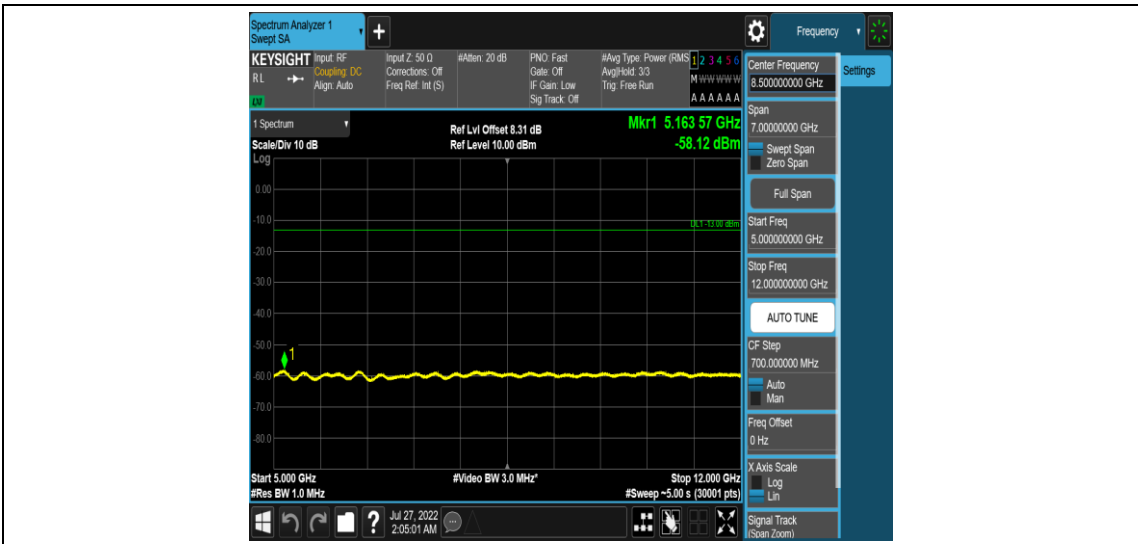 Spectrum Analyzer 1
Swept SA
+
Frequency
KEYSIGHT
RL
LXI
Input: RF
Coupling: DC
Align: Auto
Input Z: 50 Ω
Corrections: Off
Freq Ref: Int (S)
#Atten: 20 dB
PNO: Fast
Gate: Off
IF Gain: Low
Sig Track: Off
#Avg Type: Power (RMS
Avg|Hold: 3/3
Trig: Free Run
1 2 3 4 5 6
M W W W W W
A A A A A A
Center Frequency
8.500000000 GHz
Settings
1 Spectrum
Scale/Div 10 dB
Log
Ref Lvl Offset 8.31 dB
Ref Level 10.00 dBm
Mkr1 5.163 57 GHz
-58.12 dBm
Span
7.00000000 GHz
Swept Span
Zero Span
Full Span
Start Freq
5.000000000 GHz
Stop Freq
12.000000000 GHz
AUTO TUNE
CF Step
700.000000 MHz
Auto
Man
Freq Offset
0 Hz
X Axis Scale
Log
Lin
Signal Track
(Span Zoom)
0.00
-10.0
DL1 -13.00 dBm
-20.0
-30.0
-40.0
-50.0
1
-60.0
-70.0
-80.0
Start 5.000 GHz
#Video BW 3.0 MHz*
Stop 12.000 GHz
#Res BW 1.0 MHz
#Sweep ~5.00 s (30001 pts)
?
Jul 27, 2022
2:05:01 AM